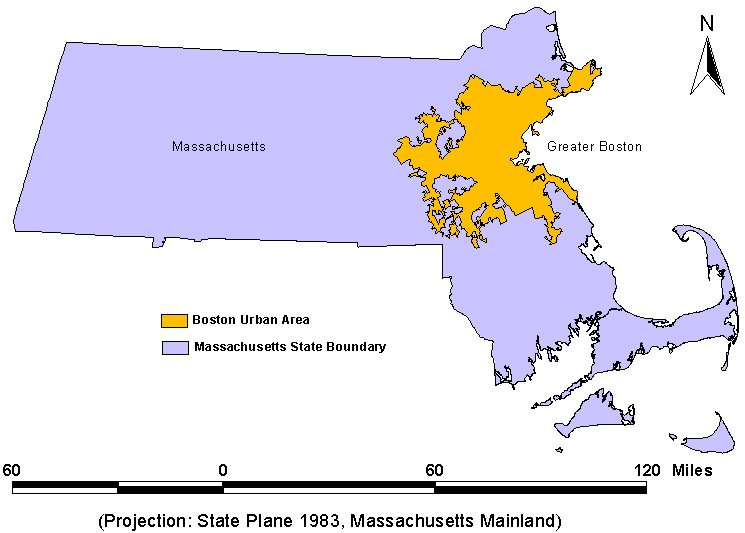 N
Massachusetts
Greater Boston
Boston Urban Area
Massachusetts State Boundary
60 0 60 120 Miles
(Projection: State Plane 1983, Massachusetts Mainland)